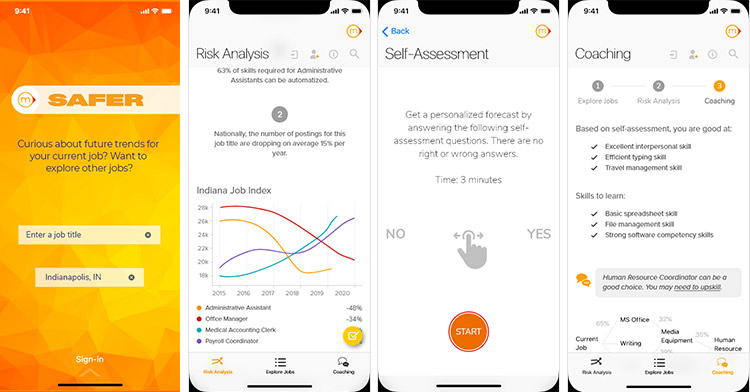 9:41
m
SAFER
Curious about future trends for
your current job? Want to
explore other jobs?
Enter a job title
Indianapolis, IN
Sign-In
9:41
m
Risk Analysis
63% of skills required for Administrative
Assistants can be automatized.
2
Nationally, the number of postings for this
job title are dropping on average 15% per
year.
Indiana Job Index
28k
26k
24k
22k
20k
18k
2015 2016 2017 2018 2019 2020
Administrative Assistant -48%
Office Manager -34%
Medical Accounting Clerk
Payroll Coordinator
Risk Analysis Explore Jobs Coaching
9:41
Back
m
Self-Assessment
Get a personalized forecast by
answering the following self-
assessment questions. There are no
right or wrong answers.
Time: 3 minutes
NO YES
START
9:41
m
Coaching
1 2 3
Explore Jobs Risk Analysis Coaching
Based on self-assessment, you are good at:
Excellent interpersonal skill
Efficient typing skill
Travel management skill
Skills to learn:
Basic spreadsheet skill
File management skill
Strong software competency skills
Human Resource Coordinator can be a
good choice. You may need to upskill.
65% MS Office 32%
Current Job
Writing
Media Equipment
35%
39%
Human Resource
Risk Analysis Explore Jobs Coaching